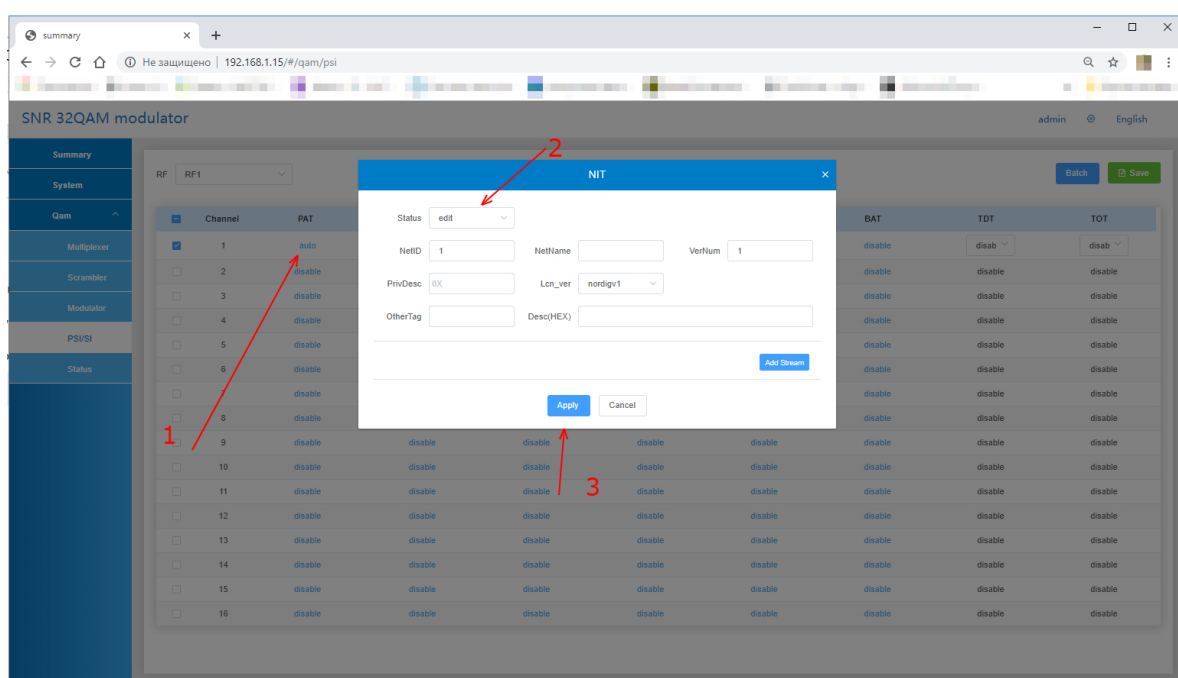 summary
Не защищено 192.168.1.15/#/qam/psi
SNR 32QAM modulator admin English
Summary
System
Qam
Multiplexer
Scrambler
Modulator
PSI/SI
Status
RF RF1 Batch Save
Channel PAT BAT TDT TOT
1 auto disable disab disab
2 disable disable disable disable
3 disable disable disable disable
4 disable disable disable disable
5 disable disable disable disable
6 disable disable disable disable
7 disable disable disable disable
8 disable disable disable disable
9 disable disable disable disable disable disable disable disable
10 disable disable disable disable disable disable disable disable
11 disable disable disable disable disable disable disable disable
12 disable disable disable disable disable disable disable disable
13 disable disable disable disable disable disable disable disable
14 disable disable disable disable disable disable disable disable
15 disable disable disable disable disable disable disable disable
16 disable disable disable disable disable disable disable disable
NIT
Status edit
NetID 1 NetName VerNum 1
PrivDesc 0X Lcn_ver nordigv1
OtherTag Desc(HEX)
Add Stream
Apply Cancel
1
2
3